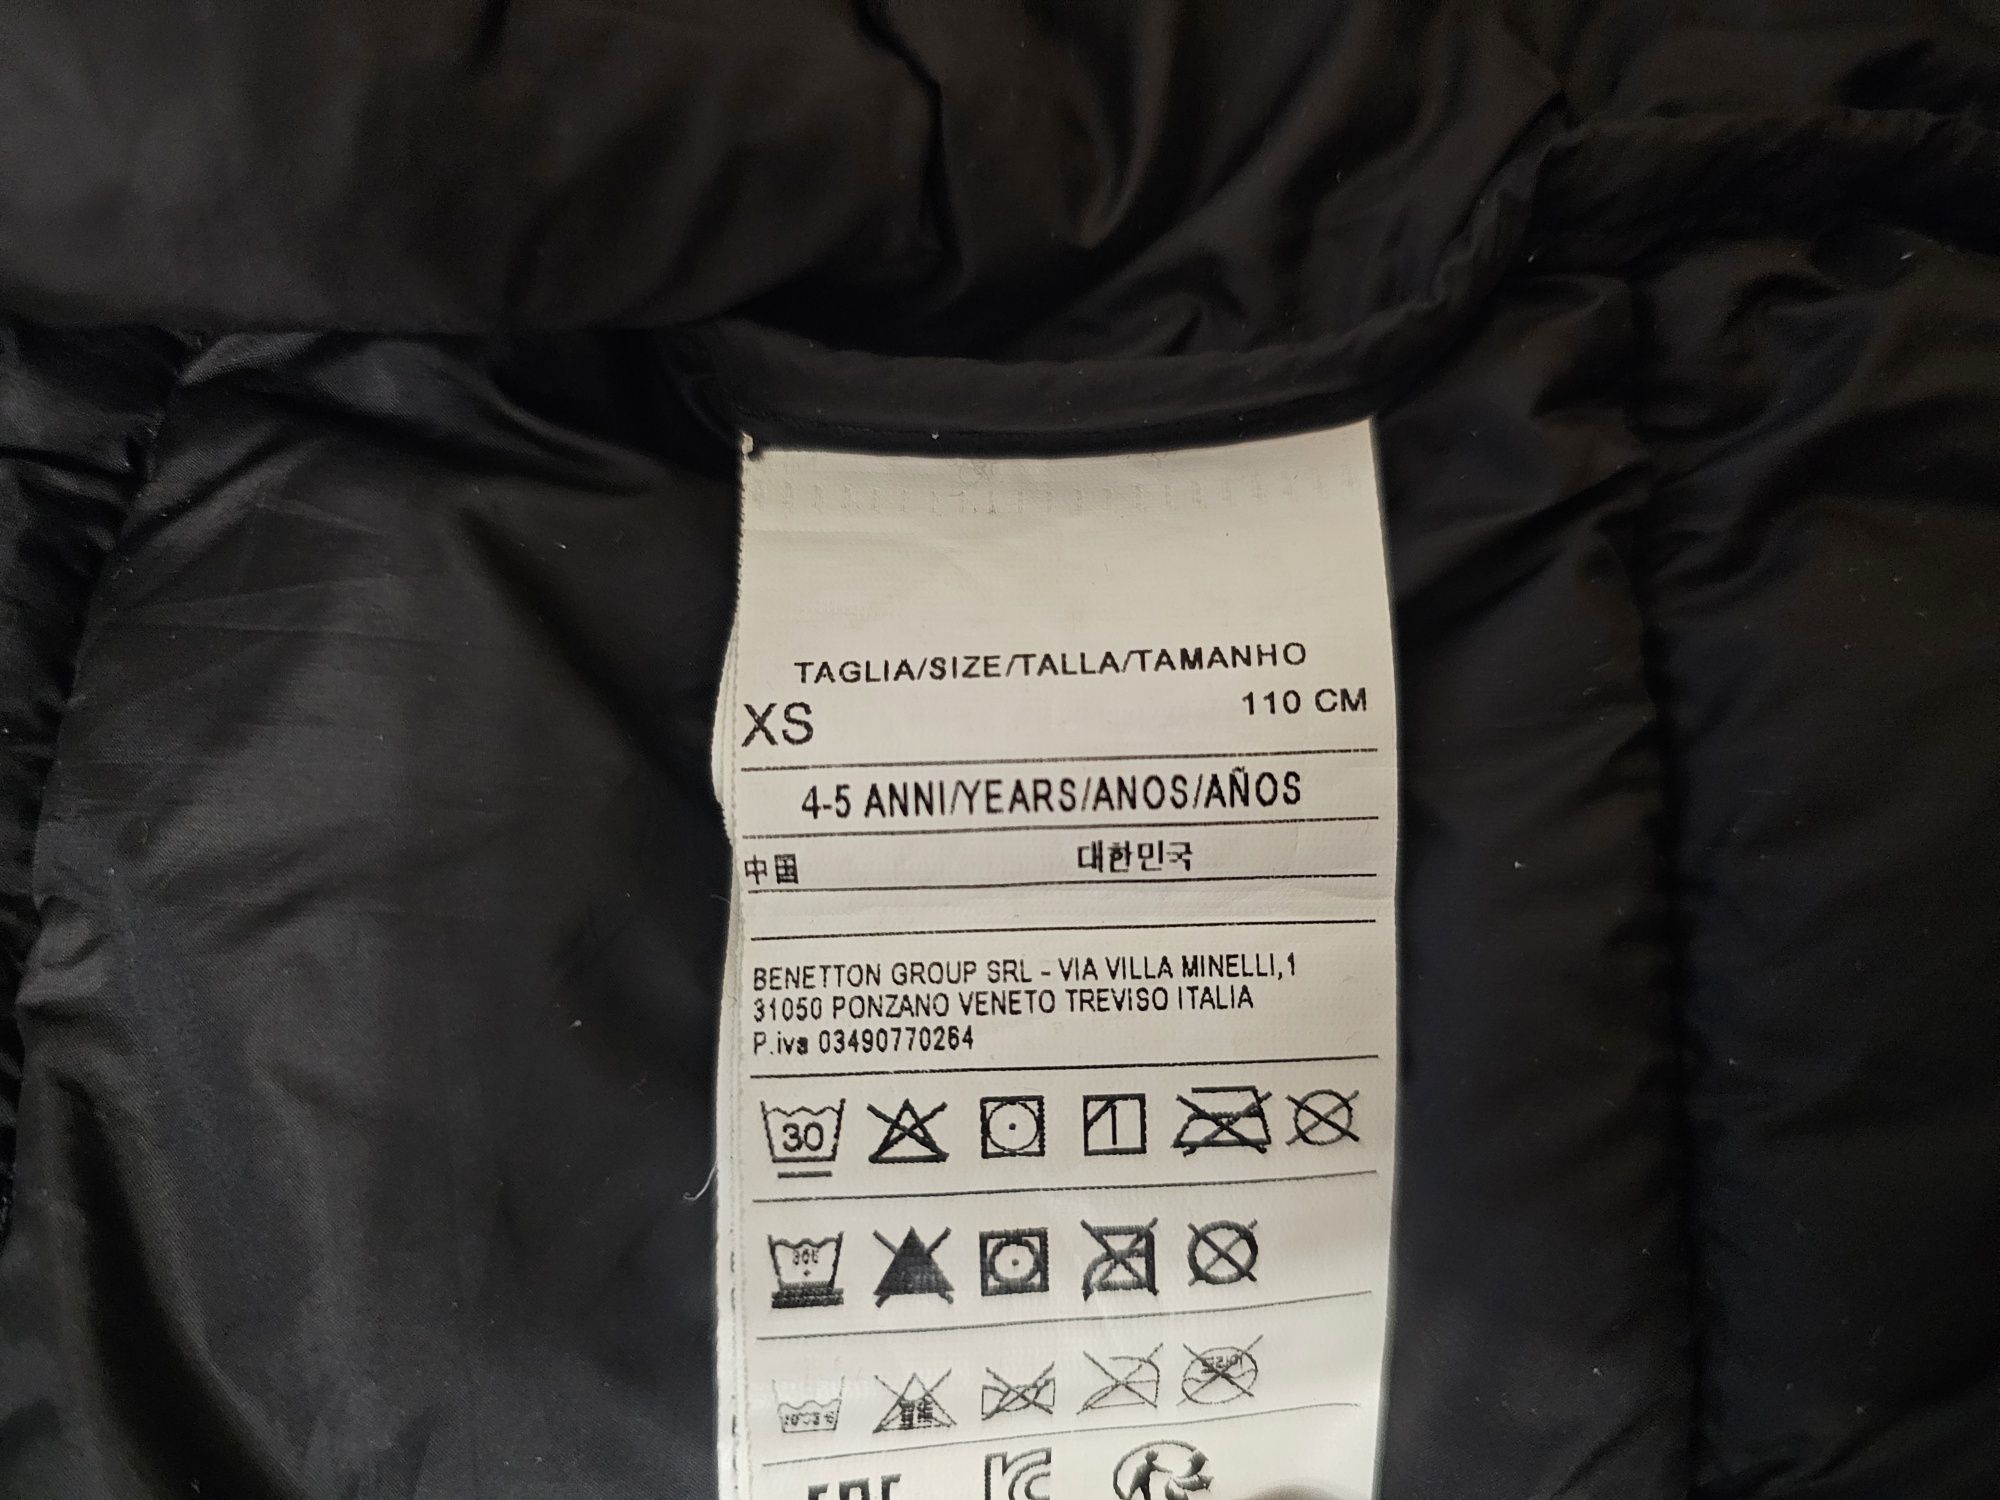 TAGLIA/SIZE/TALLA/TAMANHO
XS 110 CM
4-5 ANNI/YEARS/ANOS/AÑOS
中国 대한민국
BENETTON GROUP SRL - VIA VILLA MINELLI,1
31050 PONZANO VENETO TREVISO ITALIA
P.iva 03490770264
30